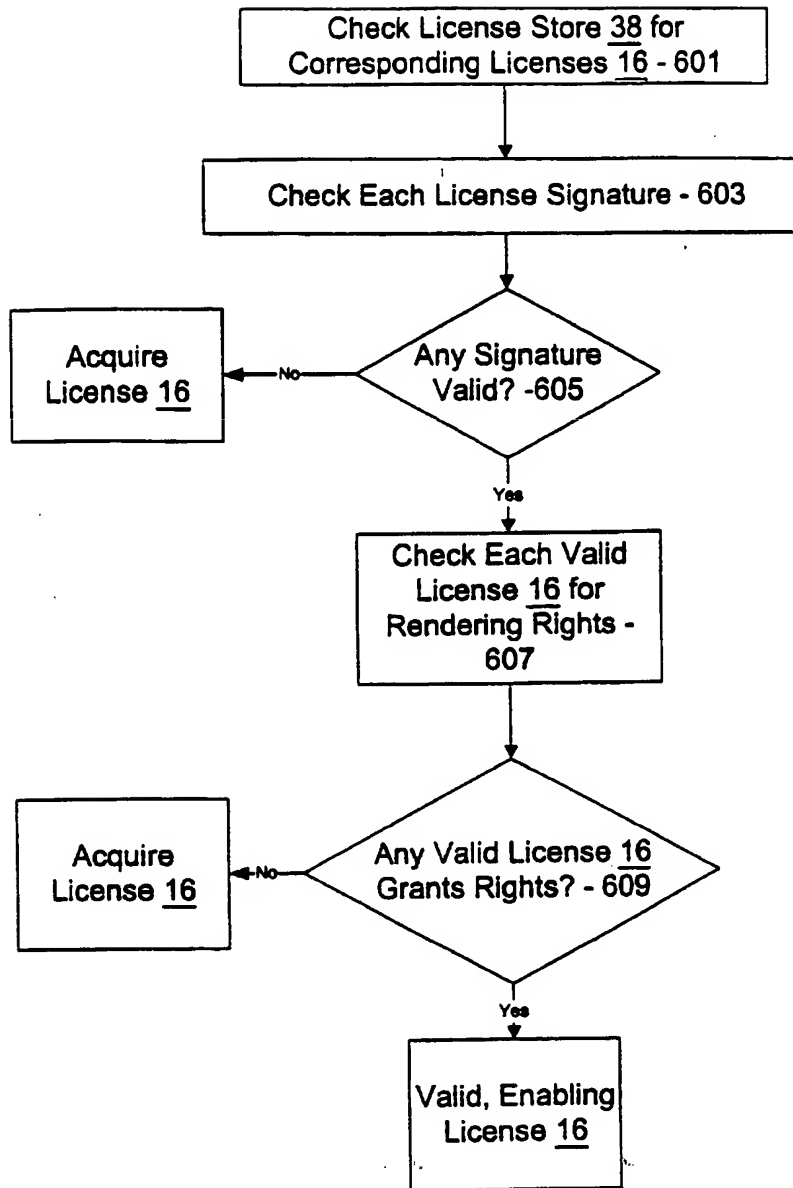 Check License Store 38 for
Corresponding Licenses 16 - 601
Check Each License Signature - 603
Any Signature
Valid? -605
No
Acquire
License 16
Yes
Check Each Valid
License 16 for
Rendering Rights -
607
Any Valid License 16
Grants Rights? - 609
No
Acquire
License 16
Yes
Valid, Enabling
License 16